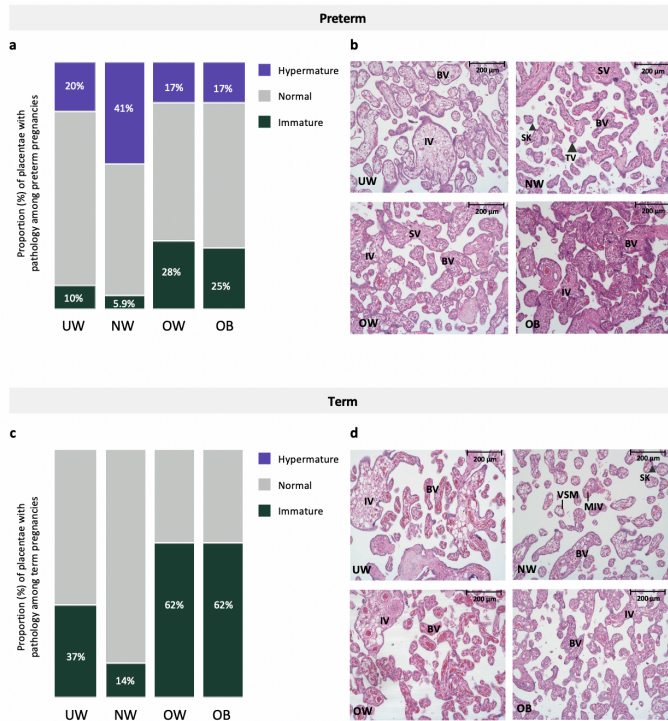 Preterm
a
b
Proportion (%) of placentae with
pathology among preterm pregnancies
20%
10%
UW
41%
5.9%
NW
17%
28%
OW
17%
25%
OB
Hypermature
Normal
Immature
200 µm
BV
IV
UW
200 µm
SV
BV
SK
TV
NW
200 µm
SV
IV
BV
OW
200 µm
BV
IV
OB
Term
c
d
Proportion (%) of placentae with
pathology among term pregnancies
37%
UW
14%
NW
62%
OW
62%
OB
Hypermature
Normal
Immature
200 µm
BV
IV
UW
200 µm
SK
VSM
MIV
BV
NW
200 µm
IV
BV
OW
200 µm
IV
BV
OB